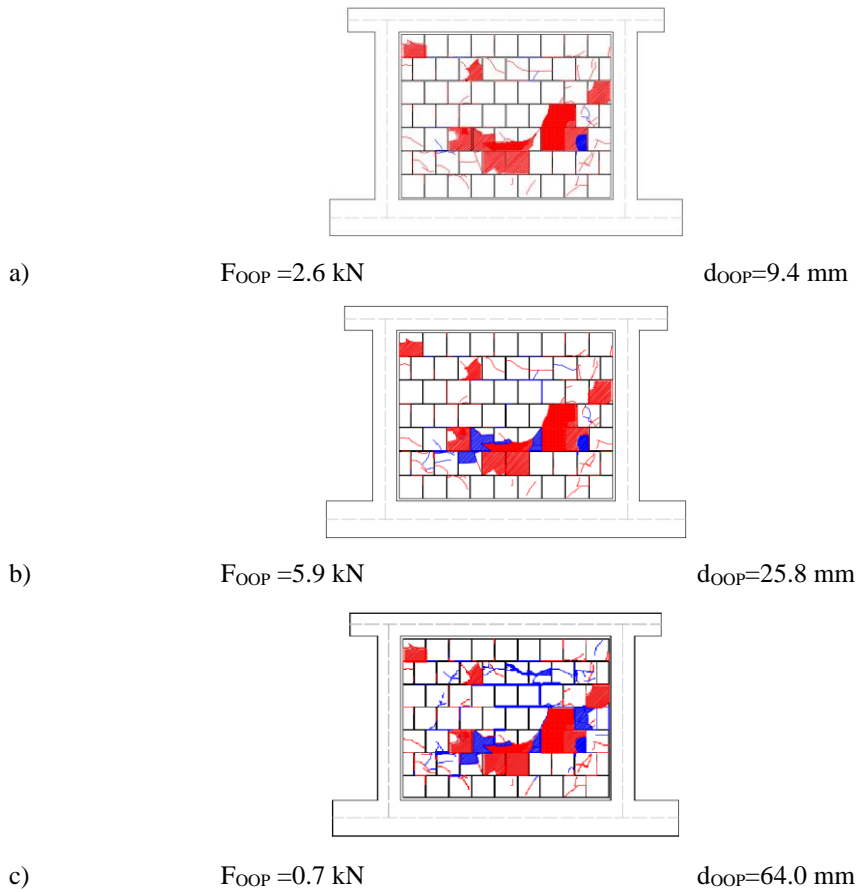 a) F_OOP =2.6 kN d_OOP=9.4 mm
b) F_OOP =5.9 kN d_OOP=25.8 mm
c) F_OOP =0.7 kN d_OOP=64.0 mm